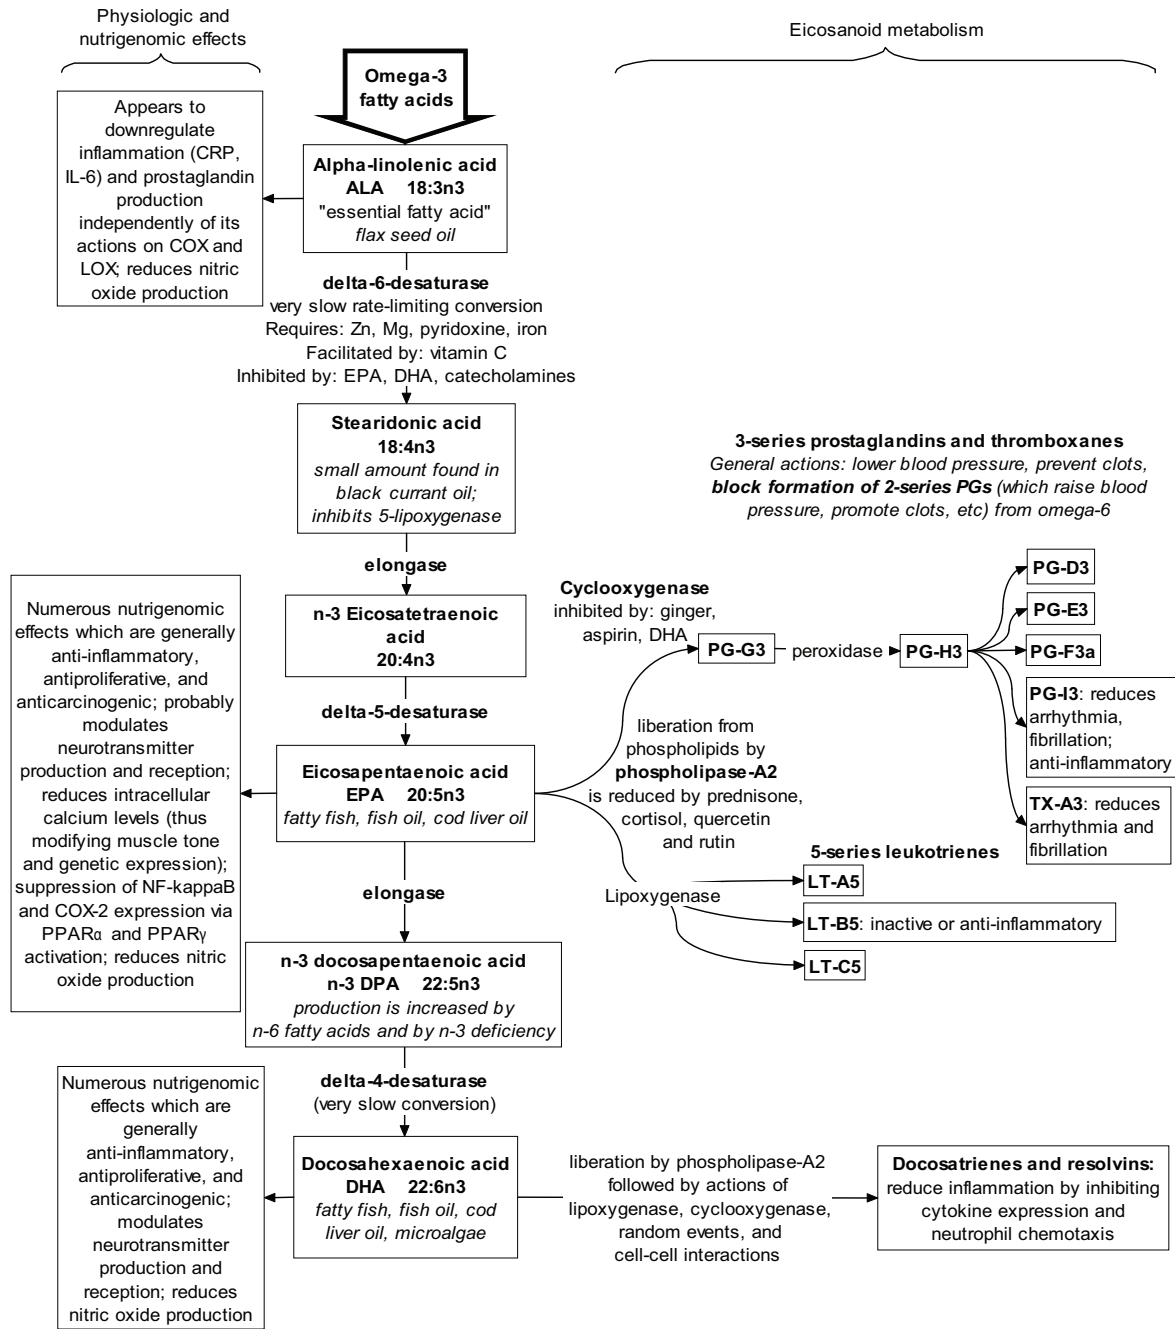 Physiologic and
nutrigenomic effects
Eicosanoid metabolism
Omega-3
fatty acids
Appears to
downregulate
inflammation (CRP,
IL-6) and prostaglandin
production
independently of its
actions on COX and
LOX; reduces nitric
oxide production
Alpha-linolenic acid
ALA 18:3n3
"essential fatty acid"
flax seed oil
delta-6-desaturase
very slow rate-limiting conversion
Requires: Zn, Mg, pyridoxine, iron
Facilitated by: vitamin C
Inhibited by: EPA, DHA, catecholamines
Stearidonic acid
18:4n3
small amount found in
black currant oil;
inhibits 5-lipoxygenase
3-series prostaglandins and thromboxanes
General actions: lower blood pressure, prevent clots,
block formation of 2-series PGs (which raise blood
pressure, promote clots, etc) from omega-6
elongase
n-3 Eicosatetraenoic
acid
20:4n3
delta-5-desaturase
Numerous nutrigenomic
effects which are generally
anti-inflammatory,
antiproliferative, and
anticarcinogenic; probably
modulates
neurotransmitter
production and reception;
reduces intracellular
calcium levels (thus
modifying muscle tone
and genetic expression);
suppression of NF-kappaB
and COX-2 expression via
PPARα and PPARγ
activation; reduces nitric
oxide production
Eicosapentaenoic acid
EPA 20:5n3
fatty fish, fish oil, cod liver oil
Cyclooxygenase
inhibited by: ginger,
aspirin, DHA
PG-G3
peroxidase
PG-H3
PG-D3
PG-E3
PG-F3a
PG-I3: reduces
arrhythmia,
fibrillation;
anti-inflammatory
TX-A3: reduces
arrhythmia and
fibrillation
liberation from
phospholipids by
phospholipase-A2
is reduced by prednisone,
cortisol, quercetin
and rutin
5-series leukotrienes
Lipoxygenase
LT-A5
LT-B5: inactive or anti-inflammatory
LT-C5
elongase
n-3 docosapentaenoic acid
n-3 DPA 22:5n3
production is increased by
n-6 fatty acids and by n-3 deficiency
delta-4-desaturase
(very slow conversion)
Numerous nutrigenomic
effects which are
generally
anti-inflammatory,
antiproliferative, and
anticarcinogenic;
modulates
neurotransmitter
production and
reception; reduces
nitric oxide production
Docosahexaenoic acid
DHA 22:6n3
fatty fish, fish oil, cod
liver oil, microalgae
liberation by phospholipase-A2
followed by actions of
lipoxygenase, cyclooxygenase,
random events, and
cell-cell interactions
Docosatrienes and resolvins:
reduce inflammation by inhibiting
cytokine expression and
neutrophil chemotaxis